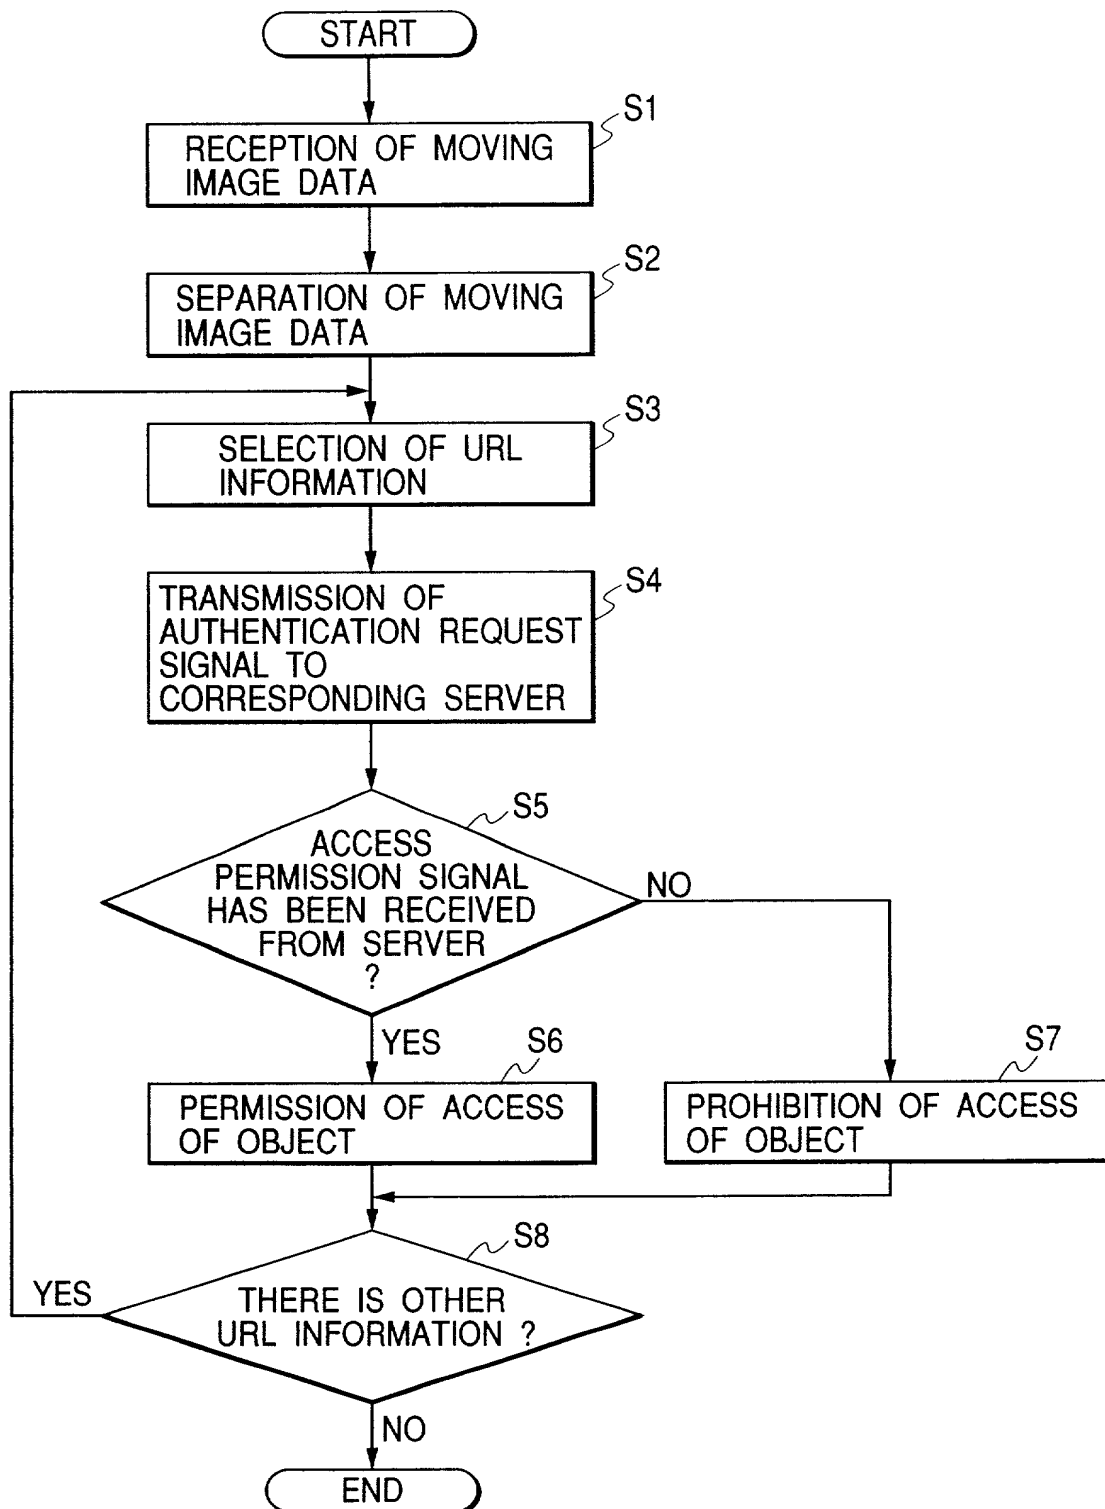 START
S1
RECEPTION OF MOVING
IMAGE DATA
S2
SEPARATION OF MOVING
IMAGE DATA
S3
SELECTION OF URL
INFORMATION
S4
TRANSMISSION OF
AUTHENTICATION REQUEST
SIGNAL TO
CORRESPONDING SERVER
S5
ACCESS
PERMISSION SIGNAL
HAS BEEN RECEIVED
FROM SERVER
?
NO
YES
S6
PERMISSION OF ACCESS
OF OBJECT
S7
PROHIBITION OF ACCESS
OF OBJECT
S8
YES
THERE IS OTHER
URL INFORMATION ?
NO
END